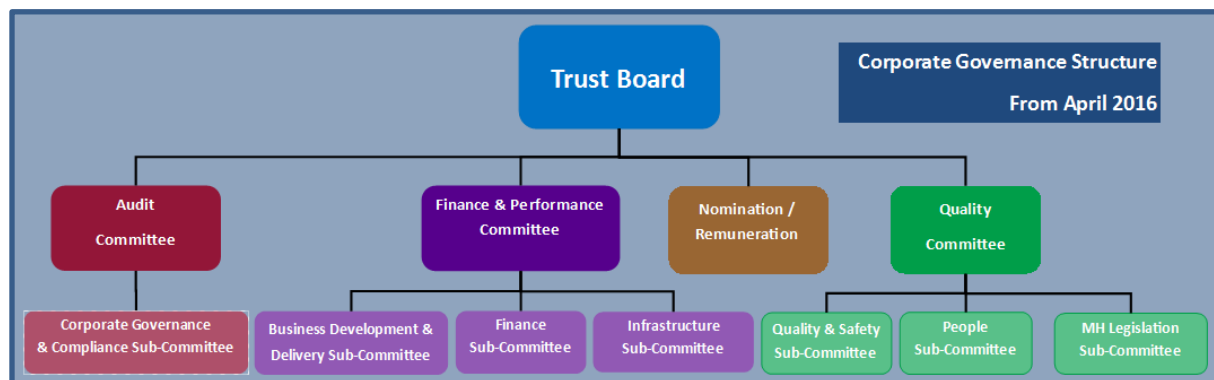 Trust Board
Corporate Governance Structure
From April 2016
Audit
Committee
Finance & Performance
Committee
Nomination /
Remuneration
Quality
Committee
Corporate Governance
& Compliance Sub-Committee
Business Development &
Delivery Sub-Committee
Finance
Sub-Committee
Infrastructure
Sub-Committee
Quality & Safety
Sub-Committee
People
Sub-Committee
MH Legislation
Sub-Committee